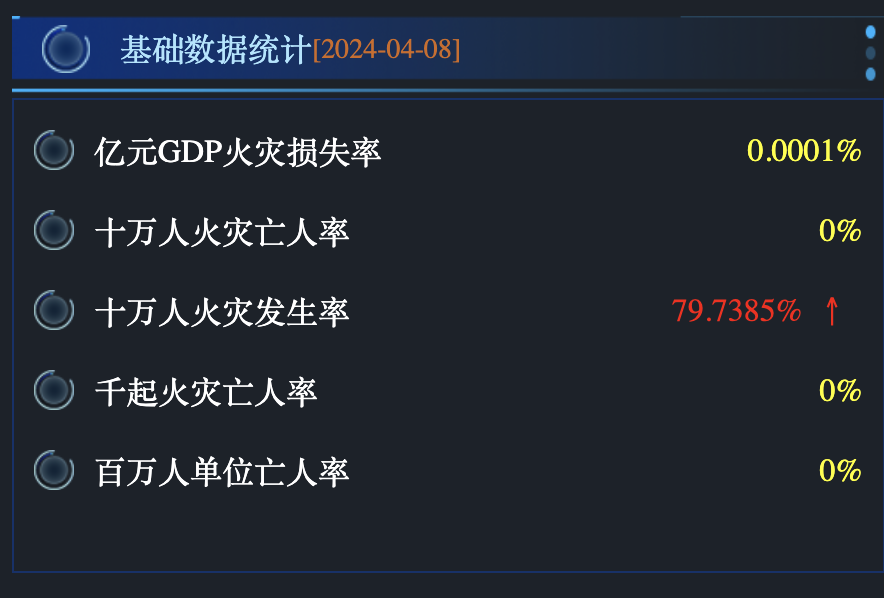 基础数据统计[2024-04-08]
亿元GDP火灾损失率 0.0001%
十万人火灾亡人率 0%
十万人火灾发生率 79.7385% ↑
千起火灾亡人率 0%
百万人单位亡人率 0%